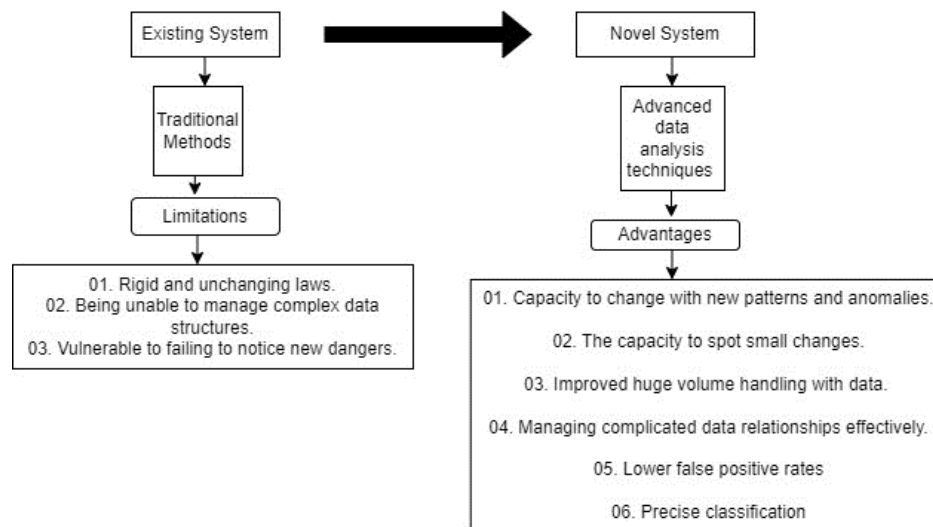 Existing System
Novel System
Traditional
Methods
Advanced
data
analysis
techniques
Limitations
Advantages
01. Rigid and unchanging laws.
02. Being unable to manage complex data
structures.
03. Vulnerable to failing to notice new dangers.
01. Capacity to change with new patterns and anomalies.
02. The capacity to spot small changes.
03. Improved huge volume handling with data.
04. Managing complicated data relationships effectively.
05. Lower false positive rates
06. Precise classification